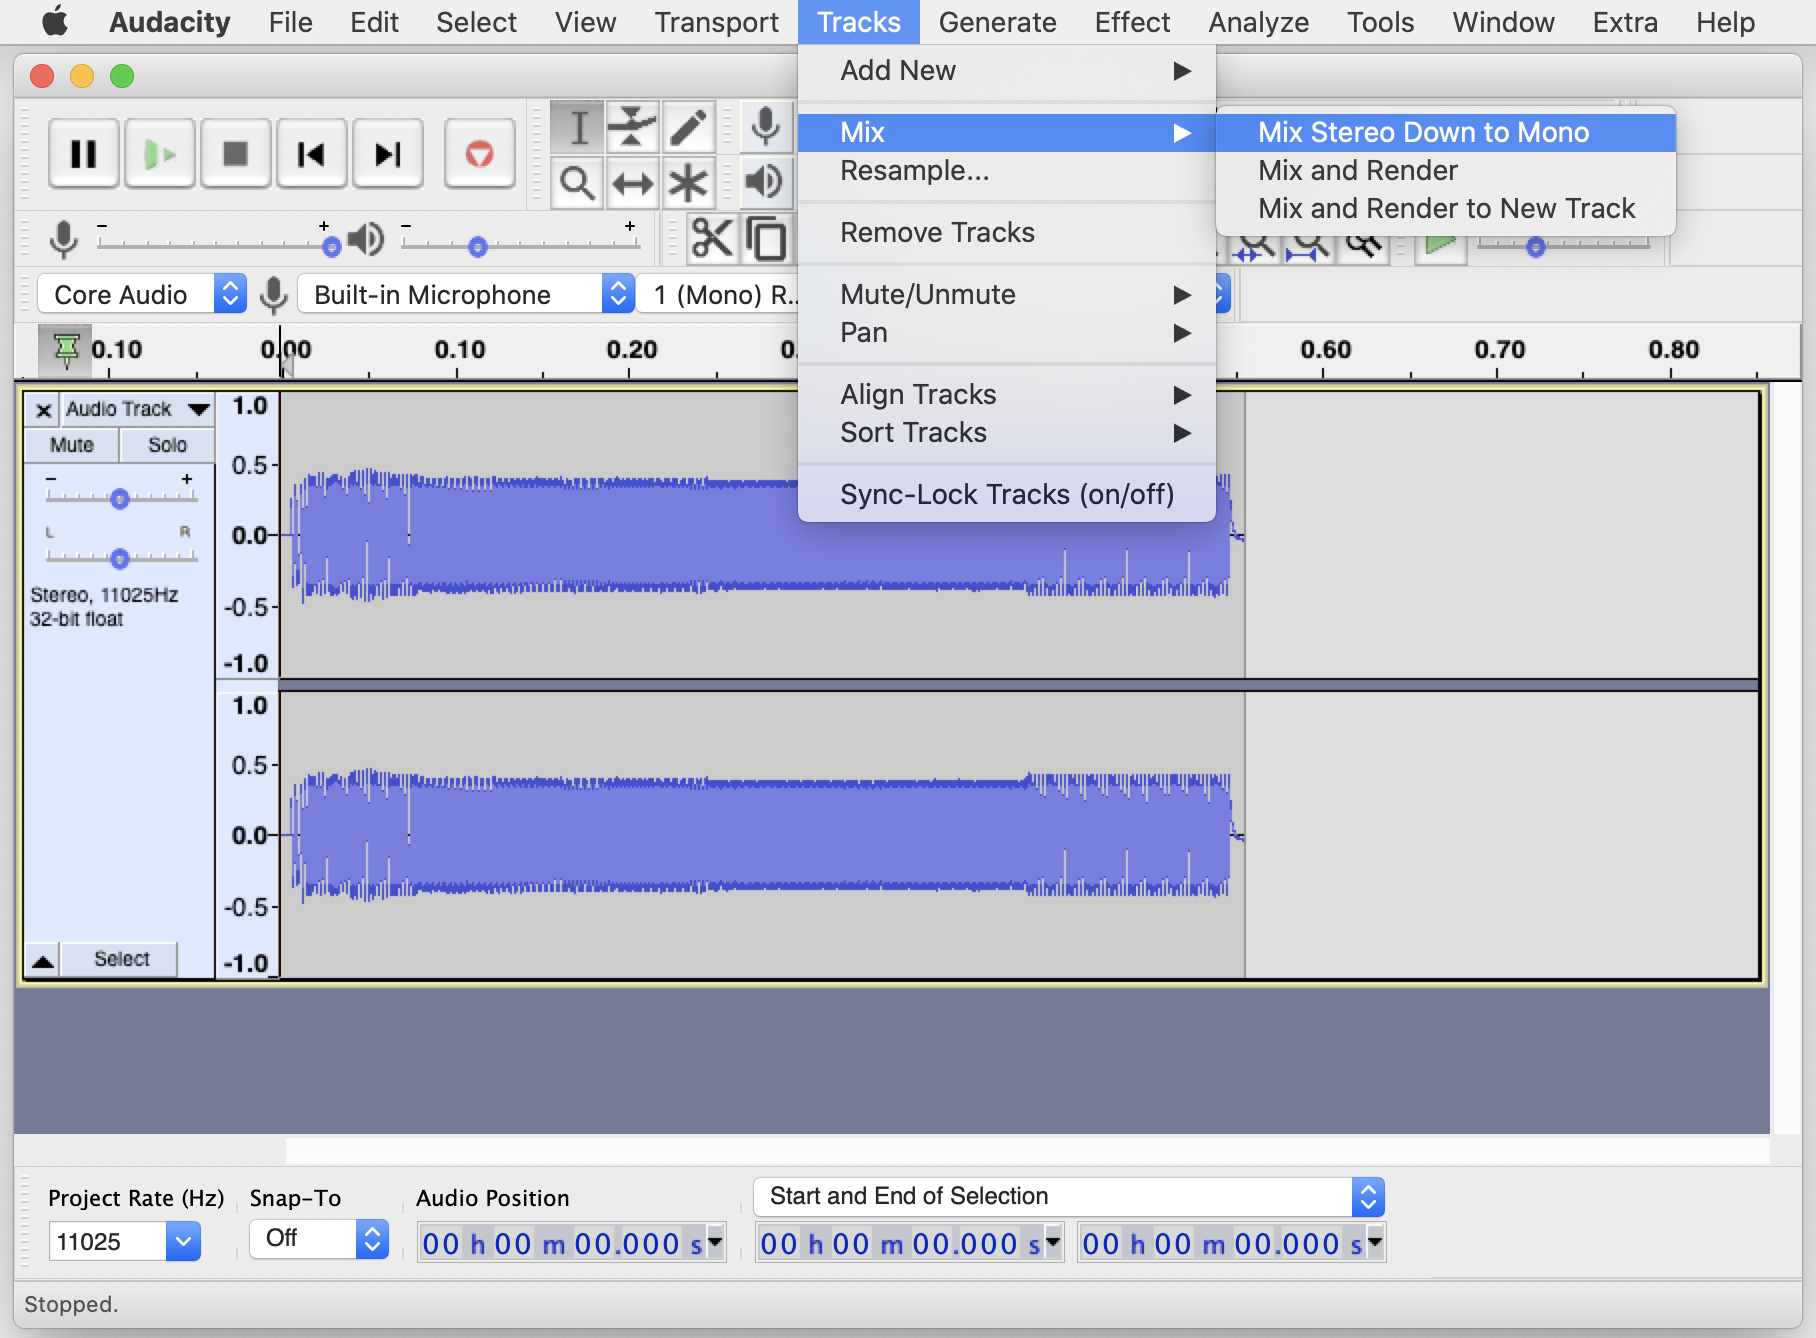 Audacity File Edit Select View Transport Tracks Generate Effect Analyze Tools Window Extra Help
Add New
Mix
Resample...
Remove Tracks
Mute/Unmute
Pan
Align Tracks
Sort Tracks
Sync-Lock Tracks (on/off)
Mix Stereo Down to Mono
Mix and Render
Mix and Render to New Track
- + - +
Core Audio Built-in Microphone 1 (Mono) R...
0.10 0.00 0.10 0.20 0.60 0.70 0.80
x Audio Track
Mute Solo
- +
L R
Stereo, 11025Hz
32-bit float
Select
1.0
0.5
0.0
-0.5
-1.0
1.0
0.5
0.0
-0.5
-1.0
Project Rate (Hz) Snap-To Audio Position Start and End of Selection
11025 Off 00 h 00 m 00.000 s 00 h 00 m 00.000 s 00 h 00 m 00.000 s
Stopped.